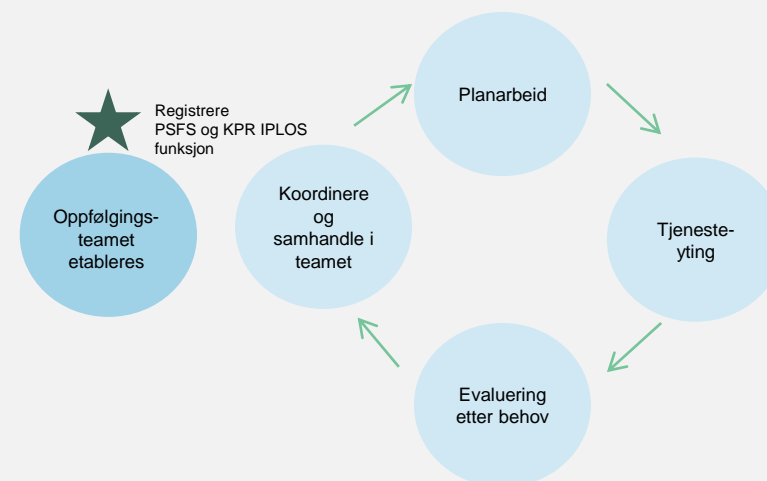 Registrere
PSFS og KPR IPLOS
funksjon
Oppfølgings-
teamet
etableres
Koordinere
og
samhandle i
teamet
Planarbeid
Tjeneste-
yting
Evaluering
etter behov